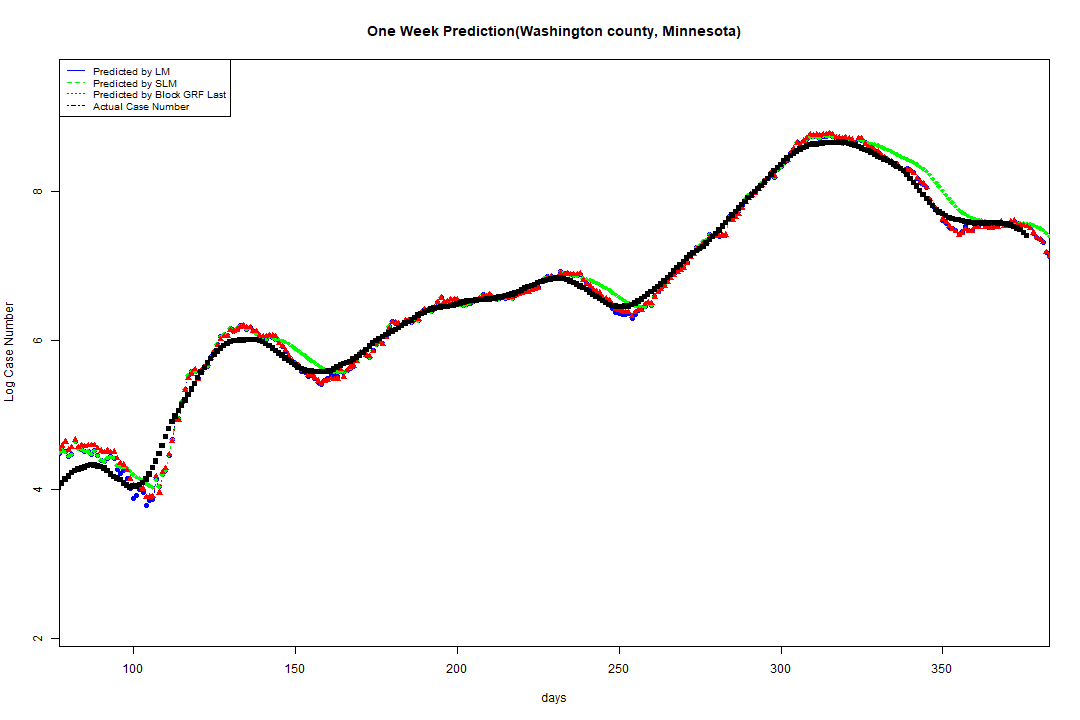 One Week Prediction(Washington county, Minnesota)
Predicted by LM
Predicted by SLM
Predicted by Block GRF Last
Actual Case Number
8
6
4
2
Log Case Number
100 150 200 250 300 350
days